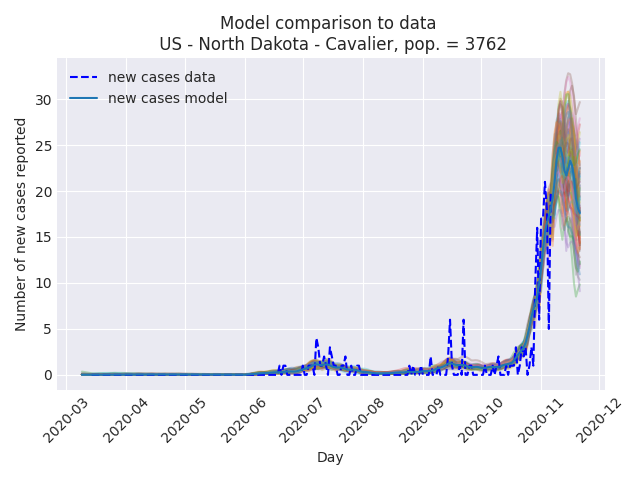 Model comparison to data
US - North Dakota - Cavalier, pop. = 3762
new cases data
new cases model
Number of new cases reported
30
25
20
15
10
5
0
2020-03
2020-04
2020-05
2020-06
2020-07
2020-08
2020-09
2020-10
2020-11
2020-12
Day